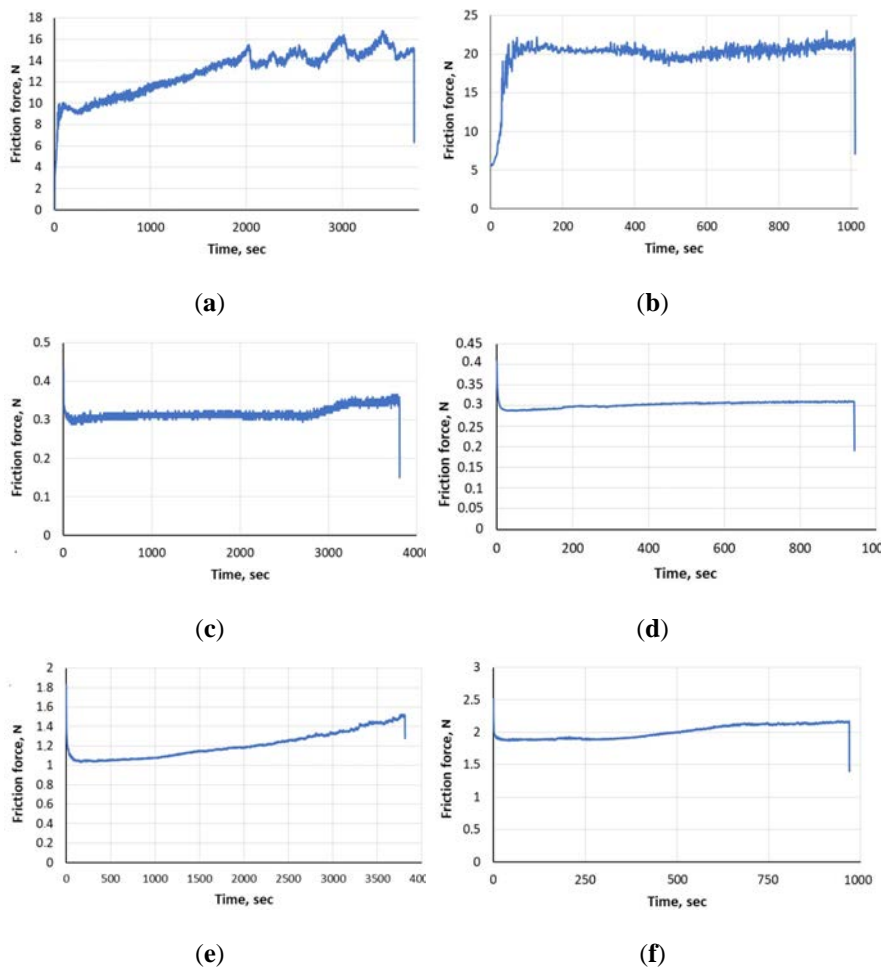 18
16
14
12
10
8
6
4
2
0
Friction force, N
0 1000 2000 3000
Time, sec
(a)
25
20
15
10
5
0
Friction force, N
0 200 400 600 800 1000
Time, sec
(b)
0.5
0.4
0.3
0.2
0.1
0
Friction force, N
0 1000 2000 3000 4000
Time, sec
(c)
0.45
0.4
0.35
0.3
0.25
0.2
0.15
0.1
0.05
0
Friction force, N
0 200 400 600 800 100
Time, sec
(d)
2
1.8
1.6
1.4
1.2
1
0.8
0.6
0.4
0.2
0
Friction force, N
0 500 1000 1500 2000 2500 3000 3500 400
Time, sec
(e)
3
2.5
2
1.5
1
0.5
0
Friction force, N
0 250 500 750 1000
Time, sec
(f)